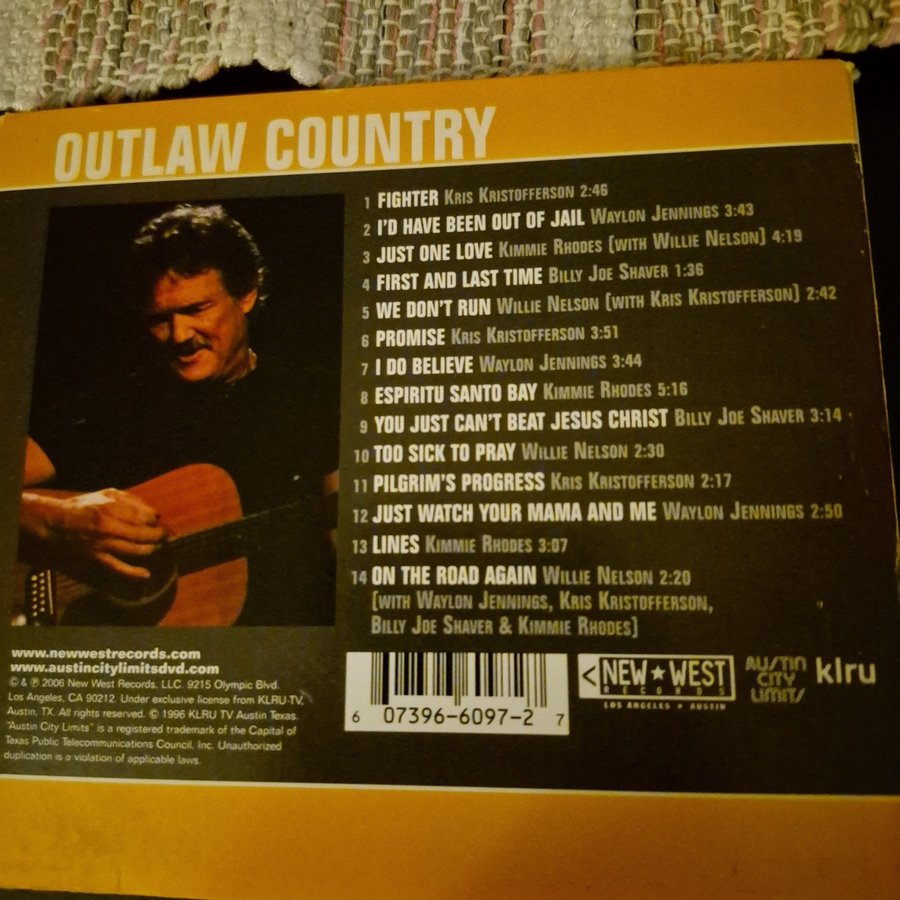 OUTLAW COUNTRY
1 FIGHTER KRIS KRISTOFFERSON 2:46
2 I'D HAVE BEEN OUT OF JAIL WAYLON JENNINGS 3:43
3 JUST ONE LOVE KIMMIE RHODES [WITH WILLIE NELSON] 4:19
4 FIRST AND LAST TIME BILLY JOE SHAVER 1:36
5 WE DON'T RUN WILLIE NELSON [WITH KRIS KRISTOFFERSON] 2:42
6 PROMISE KRIS KRISTOFFERSON 3:51
7 I DO BELIEVE WAYLON JENNINGS 3:44
8 ESPIRITU SANTO BAY KIMMIE RHODES 5:16
9 YOU JUST CAN'T BEAT JESUS CHRIST BILLY JOE SHAVER 3:14
10 TOO SICK TO PRAY WILLIE NELSON 2:30
11 PILGRIM'S PROGRESS KRIS KRISTOFFERSON 2:17
12 JUST WATCH YOUR MAMA AND ME WAYLON JENNINGS 2:50
13 LINES KIMMIE RHODES 3:07
14 ON THE ROAD AGAIN WILLIE NELSON 2:20
[WITH WAYLON JENNINGS, KRIS KRISTOFFERSON,
BILLY JOE SHAVER & KIMMIE RHODES]
www.newwestrecords.com
www.austincitylimitsdvd.com
© & ℗ 2006 New West Records, LLC. 9215 Olympic Blvd.
Los Angeles, CA 90212. Under exclusive license from KLRU-TV,
Austin, TX. All rights reserved. © 1996 KLRU TV Austin Texas.
"Austin City Limits" is a registered trademark of the Capital of
Texas Public Telecommunications Council, Inc. Unauthorized
duplication is a violation of applicable laws.
6 07396-6097-2 7
NEW★WEST
RECORDS
LOS ANGELES ★ AUSTIN
AUSTIN
CITY
LIMITS
klru